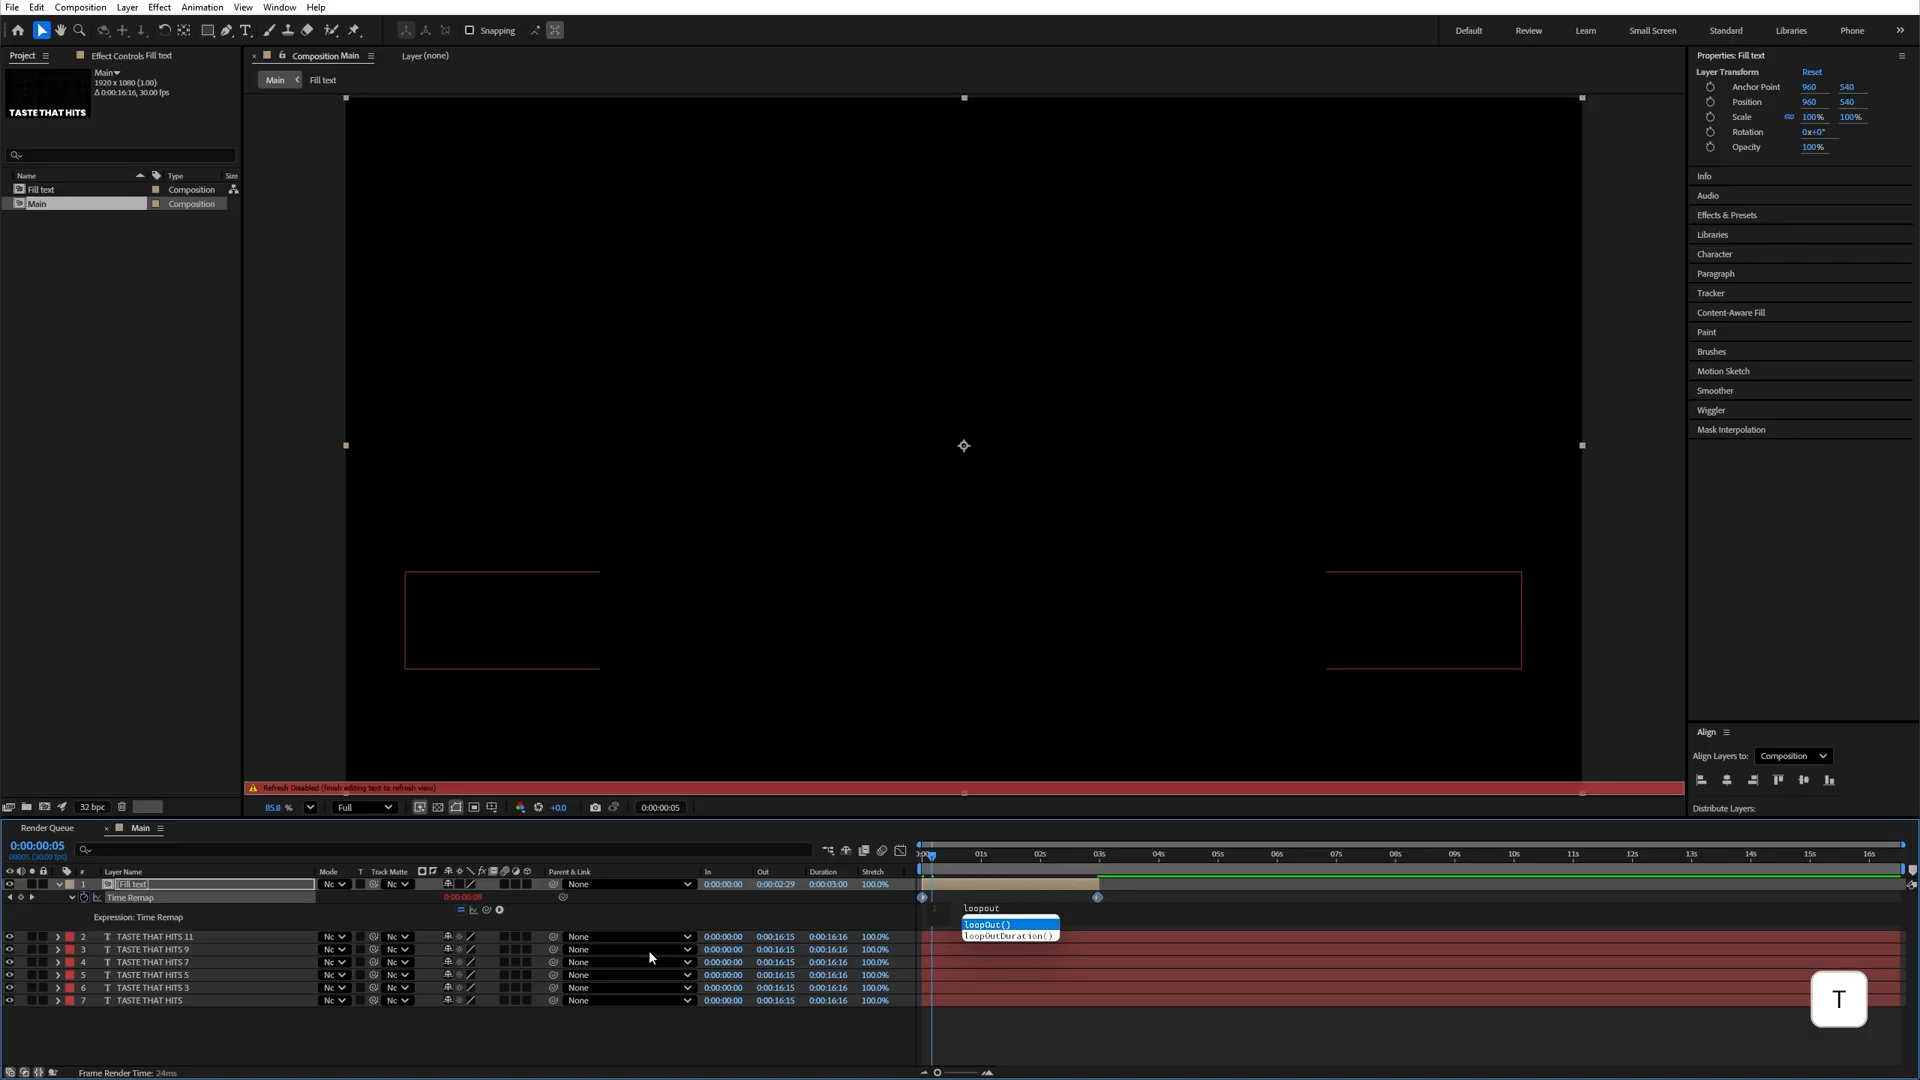 File Edit Composition Layer Effect Animation View Window Help
Snapping
Default Review Learn Small Screen Standard Libraries Phone
Project
Effect Controls Fill text
Main
1920 x 1080 (1.00)
Δ 0:00:16:16, 30.00 fps
TASTE THAT HITS
Name Type Size
Fill text Composition
Main Composition
32 bpc
Composition Main
Layer (none)
Main Fill text
Refresh Disabled (finish editing text to refresh view)
85.8 % Full +0.0 0:00:00:05
Properties: Fill text
Layer Transform Reset
Anchor Point 960 540
Position 960 540
Scale 100% 100%
Rotation 0x+0°
Opacity 100%
Info
Audio
Effects & Presets
Libraries
Character
Paragraph
Tracker
Content-Aware Fill
Paint
Brushes
Motion Sketch
Smoother
Wiggler
Mask Interpolation
Align
Align Layers to: Composition
Distribute Layers:
Render Queue Main
0:00:00:05
00005 (30.00 fps)
01s 02s 03s 04s 05s 06s 07s 08s 09s 10s 11s 12s 13s 14s 15s 16s
# Layer Name Mode T Track Matte fx Parent & Link In Out Duration Stretch
1 [Fill text] Nc Nc None 0:00:00:00 0:00:02:29 0:00:03:00 100.0%
Time Remap 0:00:00:09
Expression: Time Remap
1 loopout
loopOut()
loopOutDuration()
2 T TASTE THAT HITS 11 Nc Nc None 0:00:00:00 0:00:16:15 0:00:16:16 100.0%
3 T TASTE THAT HITS 9 Nc Nc None 0:00:00:00 0:00:16:15 0:00:16:16 100.0%
4 T TASTE THAT HITS 7 Nc Nc None 0:00:00:00 0:00:16:15 0:00:16:16 100.0%
5 T TASTE THAT HITS 5 Nc Nc None 0:00:00:00 0:00:16:15 0:00:16:16 100.0%
6 T TASTE THAT HITS 3 Nc Nc None 0:00:00:00 0:00:16:15 0:00:16:16 100.0%
7 T TASTE THAT HITS Nc Nc None 0:00:00:00 0:00:16:15 0:00:16:16 100.0%
T
Frame Render Time: 24ms